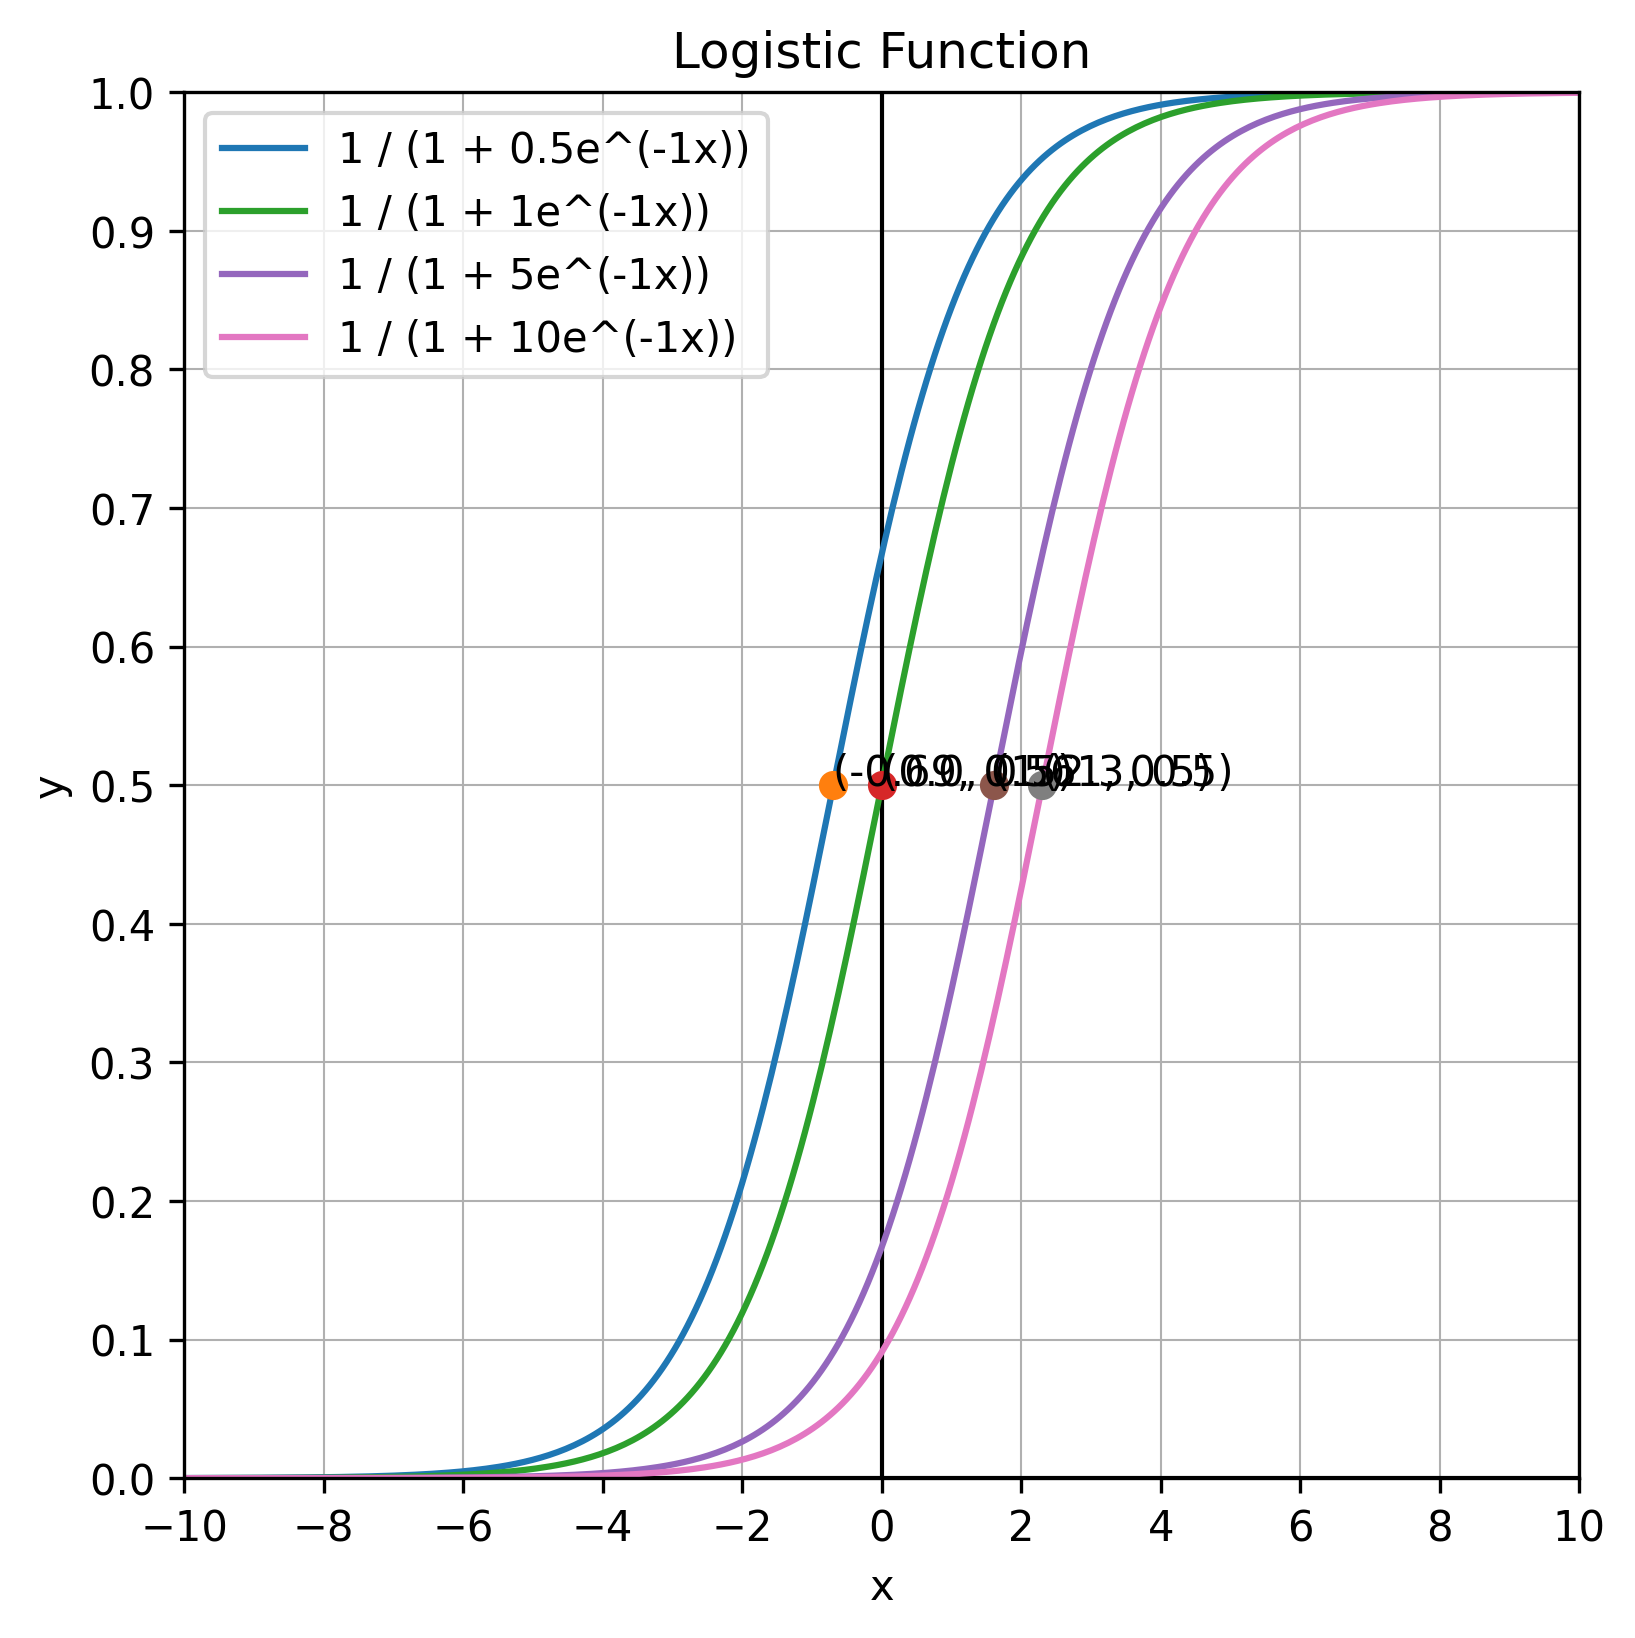 Logistic Function
1 / (1 + 0.5e^(-1x))
1 / (1 + 1e^(-1x))
1 / (1 + 5e^(-1x))
1 / (1 + 10e^(-1x))
1.0
0.9
0.8
0.7
0.6
0.5
0.4
0.3
0.2
0.1
0.0
y
−10 −8 −6 −4 −2 0 2 4 6 8 10
x